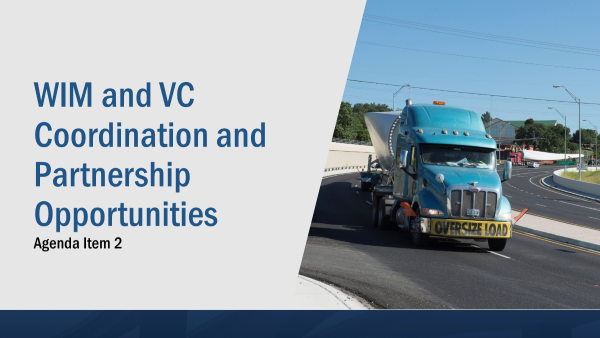 WIM and VC
Coordination and
Partnership
Opportunities
Agenda Item 2
OVERSIZE LOAD